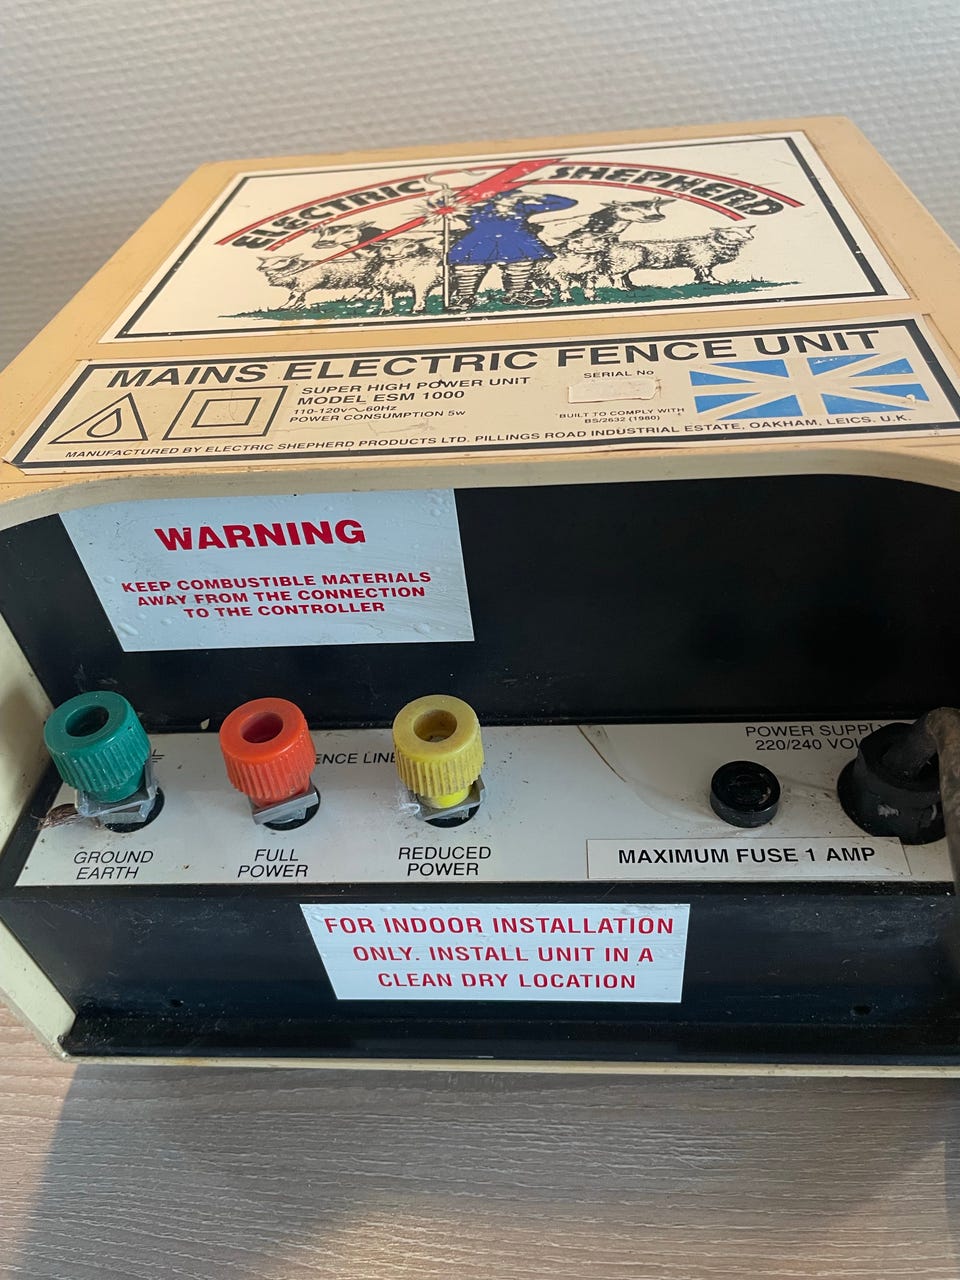 ELECTRIC SHEPHERD
MAINS ELECTRIC FENCE UNIT
SUPER HIGH POWER UNIT
MODEL ESM 1000
110-120v~60Hz
POWER CONSUMPTION 5w
SERIAL No
BUILT TO COMPLY WITH
BS/2632 (1980)
MANUFACTURED BY ELECTRIC SHEPHERD PRODUCTS LTD. PILLINGS ROAD INDUSTRIAL ESTATE, OAKHAM, LEICS, U.K.
WARNING
KEEP COMBUSTIBLE MATERIALS
AWAY FROM THE CONNECTION
TO THE CONTROLLER
ENCE LINE
POWER SUPPLY
220/240 VOL
GROUND
EARTH
FULL
POWER
REDUCED
POWER
MAXIMUM FUSE 1 AMP
FOR INDOOR INSTALLATION
ONLY. INSTALL UNIT IN A
CLEAN DRY LOCATION